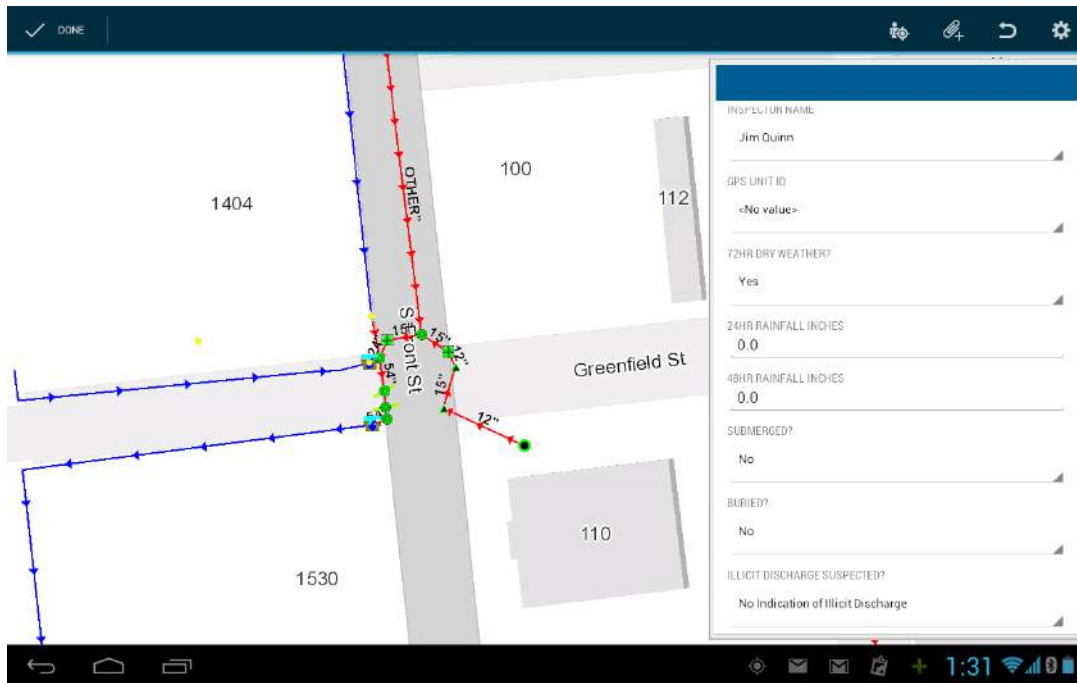 DONE
INSPECTOR NAME
Jim Quinn
GPS UNIT ID
<No value>
72HR DRY WEATHER?
Yes
24HR RAINFALL INCHES
0.0
48HR RAINFALL INCHES
0.0
SUBMERGED?
No
BURIED?
No
ILLICIT DISCHARGE SUSPECTED?
No Indication of Illicit Discharge
1404
100
112
OTHER"
S Front St
15"
15"
12"
24"
54"
15"
12"
Greenfield St
110
1530
1:31